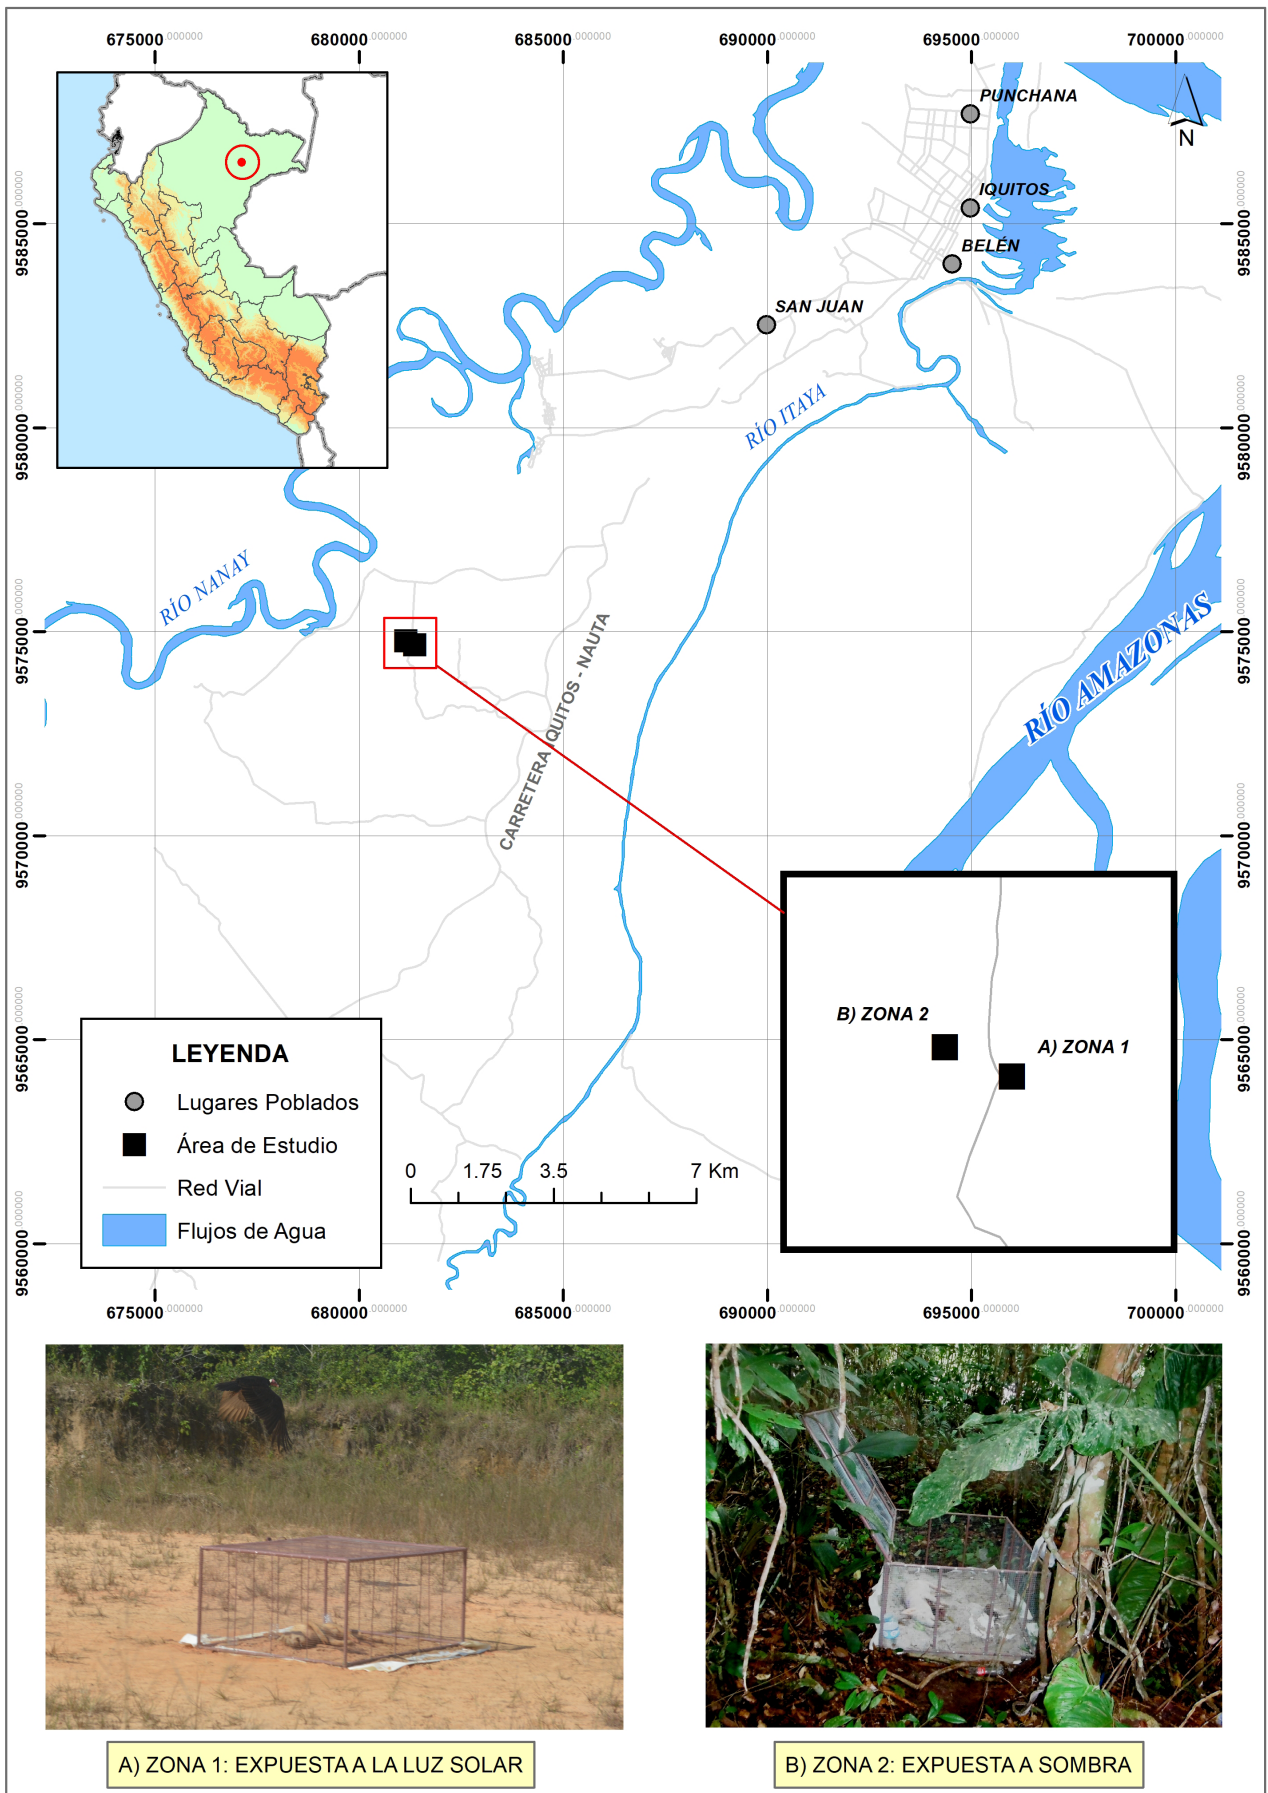 675000.000000 680000.000000 685000.000000 690000.000000 695000.000000 700000.000000
PUNCHANA
N
IQUITOS
9585000.000000
9585000.000000
BELÉN
SAN JUAN
RÍO ITAYA
9580000.000000
9580000.000000
RÍO NANAY
9575000.000000
9575000.000000
RÍO AMAZONAS
CARRETERA IQUITOS - NAUTA
9570000.000000
9570000.000000
B) ZONA 2
A) ZONA 1
9565000.000000
9565000.000000
LEYENDA
Lugares Poblados
Área de Estudio
Red Vial
Flujos de Agua
0 1.75 3.5 7 Km
9560000.000000
9560000.000000
675000.000000 680000.000000 685000.000000 690000.000000 695000.000000 700000.000000
A) ZONA 1: EXPUESTA A LA LUZ SOLAR
B) ZONA 2: EXPUESTA A SOMBRA